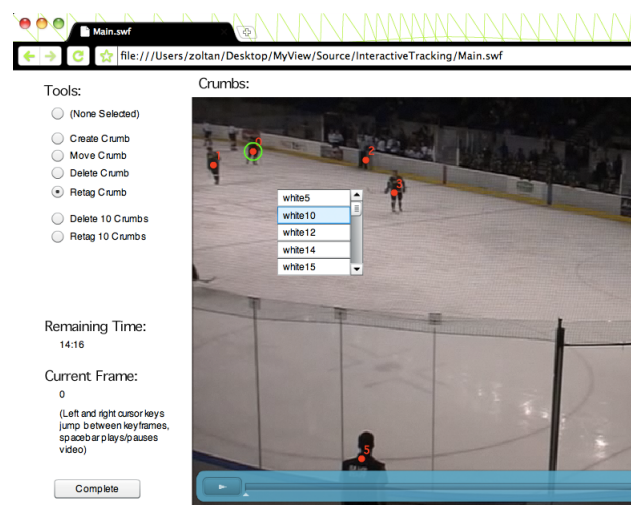 Main.swf
file:///Users/zoltan/Desktop/MyView/Source/InteractiveTracking/Main.swf
Tools:
(None Selected)
Create Crumb
Move Crumb
Delete Crumb
Retag Crumb
Delete 10 Crumbs
Retag 10 Crumbs
Remaining Time:
14:16
Current Frame:
0
(Left and right cursor keys
jump between keyframes,
spacebar plays/pauses
video)
Complete
Crumbs:
2
3
white5
white10
white12
white14
white15
5